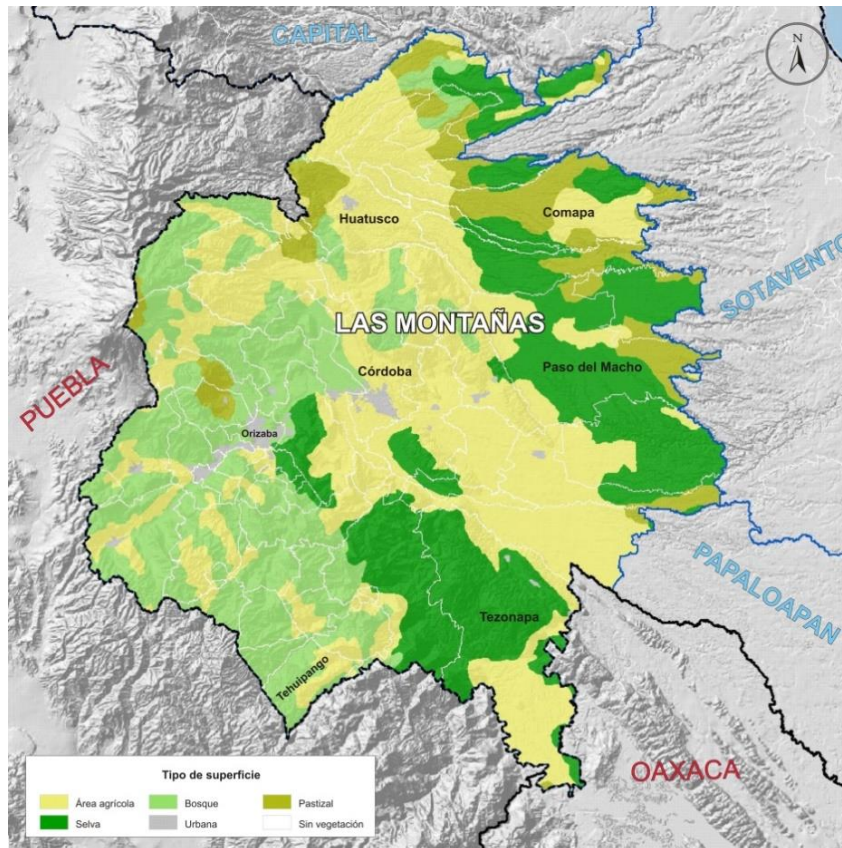 CAPITAL
N
Huatusco
Comapa
SOTAVENTO
LAS MONTAÑAS
PUEBLA
Córdoba
Paso del Macho
Orizaba
PAPALOAPAN
Tezonapa
Tehuipango
OAXACA
Tipo de superficie
Área agrícola
Bosque
Pastizal
Selva
Urbana
Sin vegetación